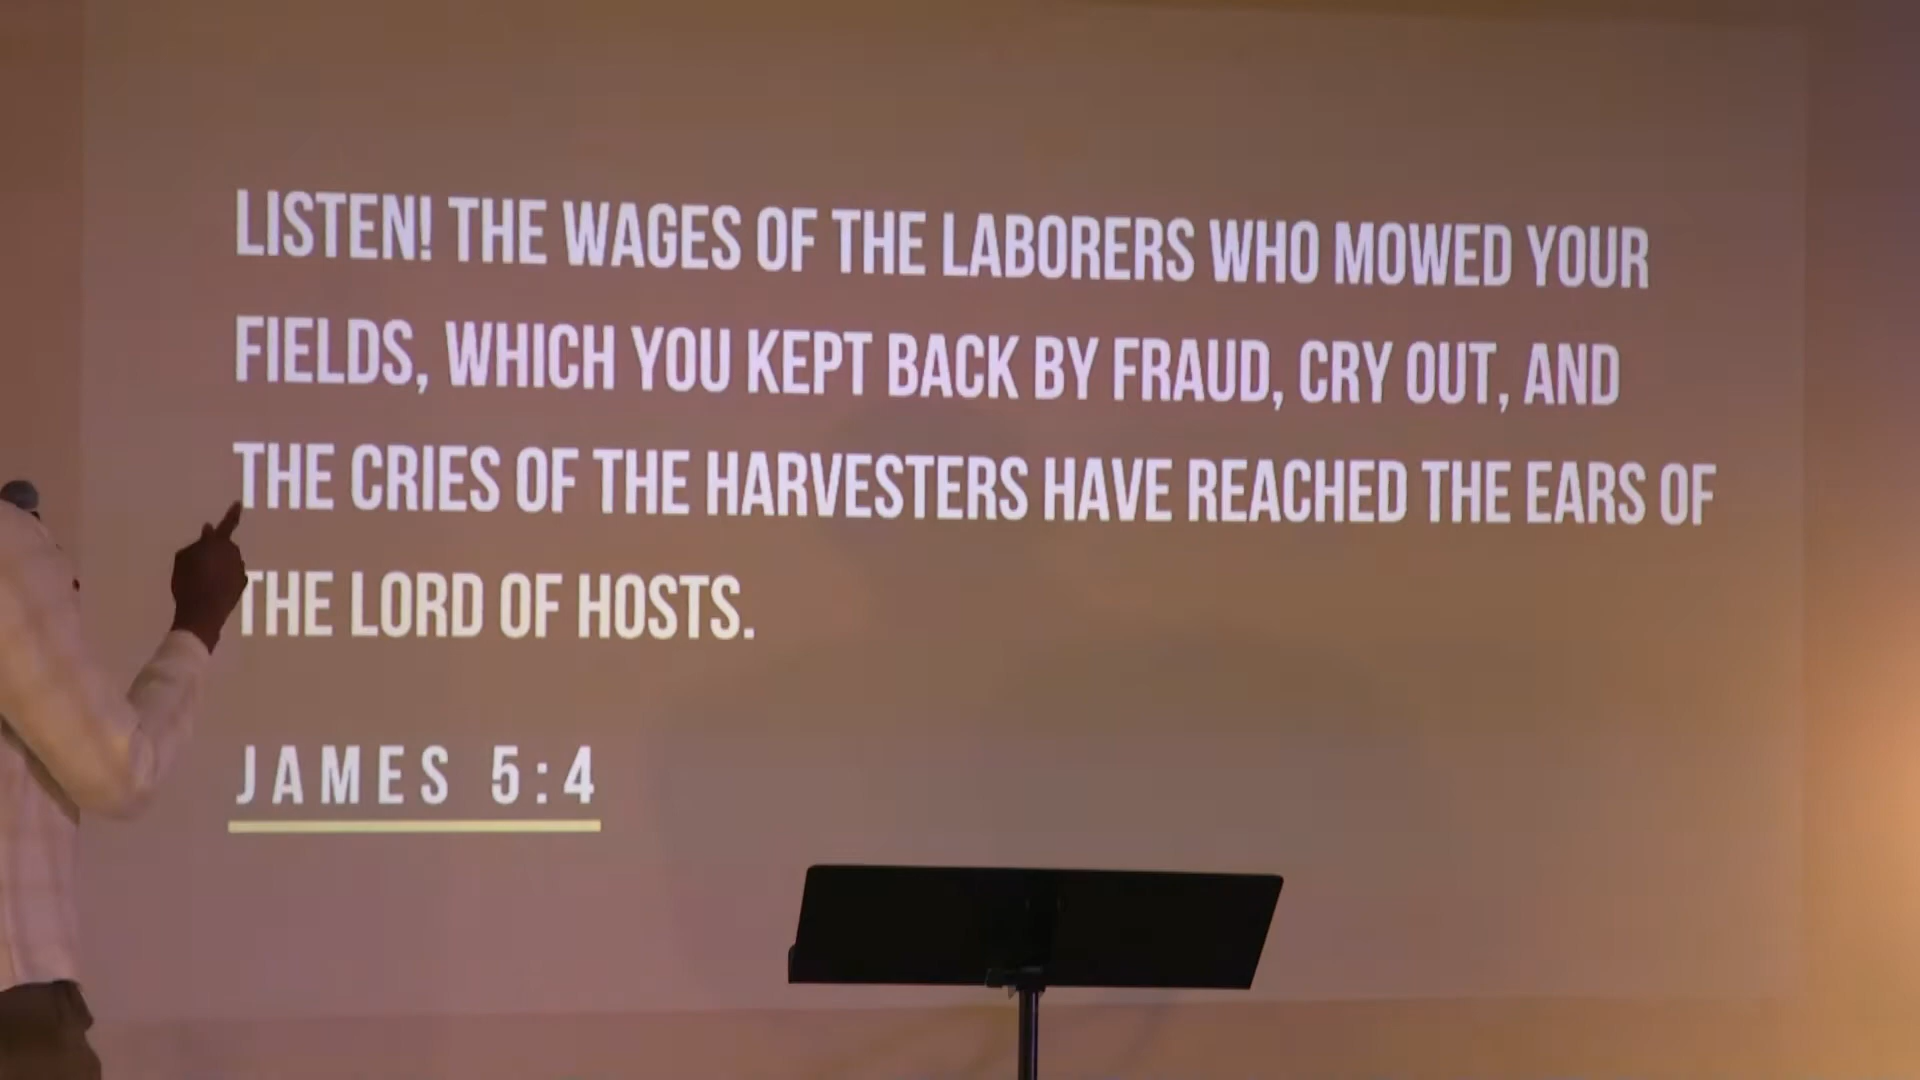 LISTEN! THE WAGES OF THE LABORERS WHO MOWED YOUR
FIELDS, WHICH YOU KEPT BACK BY FRAUD, CRY OUT, AND
THE CRIES OF THE HARVESTERS HAVE REACHED THE EARS OF
THE LORD OF HOSTS.
JAMES 5:4